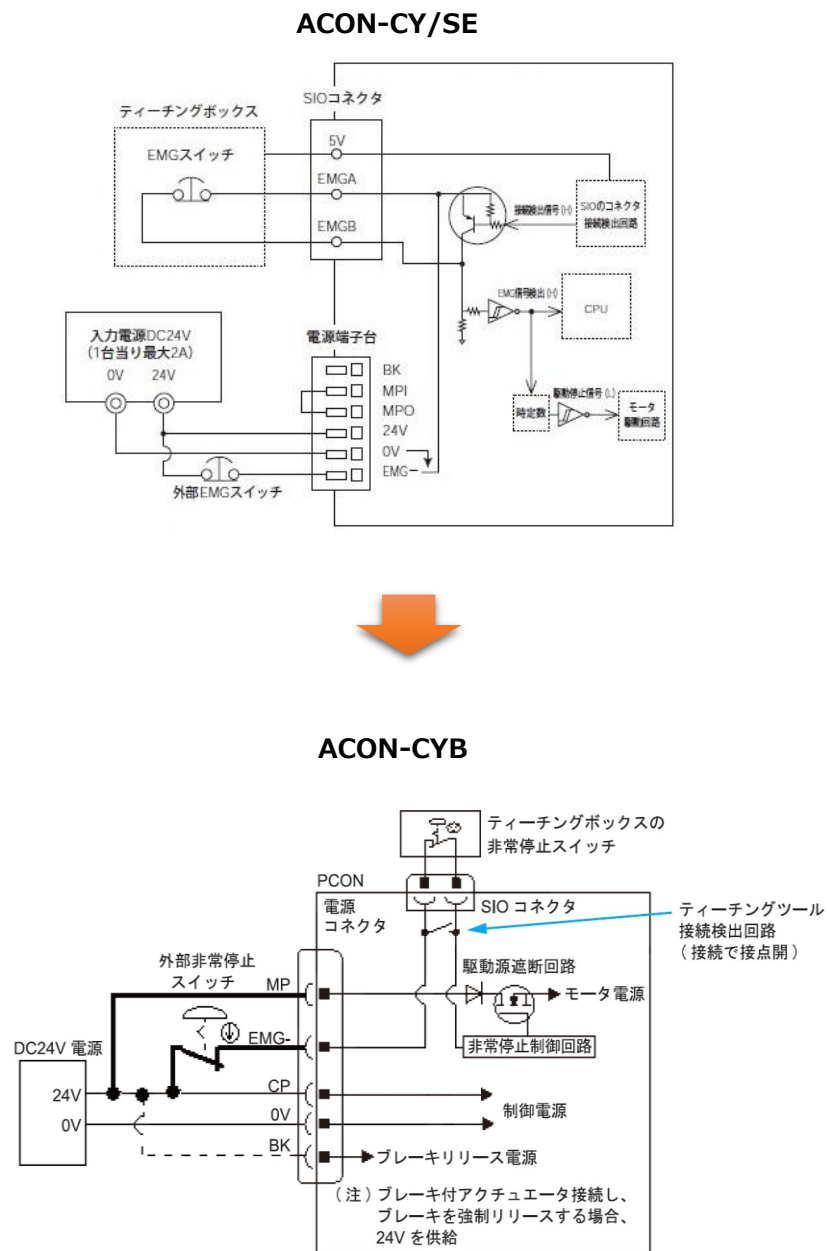 ACON-CY/SE
SIOコネクタ
ティーチングボックス
EMGスイッチ
5V
EMGA
EMGB
接続検出信号(H)
SIOのコネクタ
接続検出回路
EMG信号検出(H)
CPU
入力電源DC24V
(1台当り最大2A)
0V 24V
電源端子台
BK
MPI
MPO
24V
0V
EMG−
外部EMGスイッチ
時定数
駆動停止信号(L)
モータ
駆動回路
ACON-CYB
ティーチングボックスの
非常停止スイッチ
PCON
電源
コネクタ
SIO コネクタ
ティーチングツール
接続検出回路
(接続で接点開)
外部非常停止
スイッチ
MP
駆動源遮断回路
モータ電源
EMG-
非常停止制御回路
DC24V 電源
24V
0V
CP
0V
BK
制御電源
ブレーキリリース電源
(注)ブレーキ付アクチュエータ接続し、
ブレーキを強制リリースする場合、
24V を供給